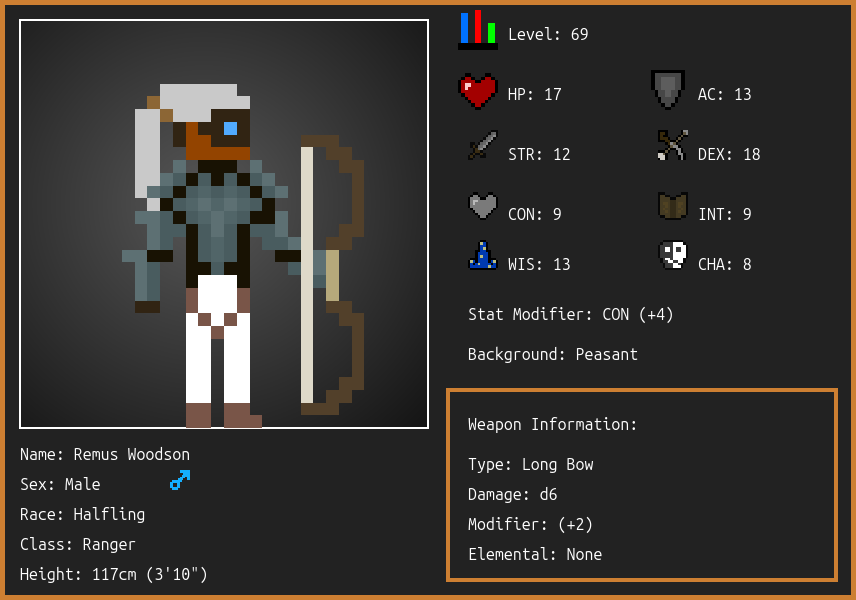 Level: 69
HP: 17
AC: 13
STR: 12
DEX: 18
CON: 9
INT: 9
WIS: 13
CHA: 8
Stat Modifier: CON (+4)
Background: Peasant
Weapon Information:
Type: Long Bow
Damage: d6
Modifier: (+2)
Elemental: None
Name: Remus Woodson
Sex: Male
Race: Halfling
Class: Ranger
Height: 117cm (3'10")